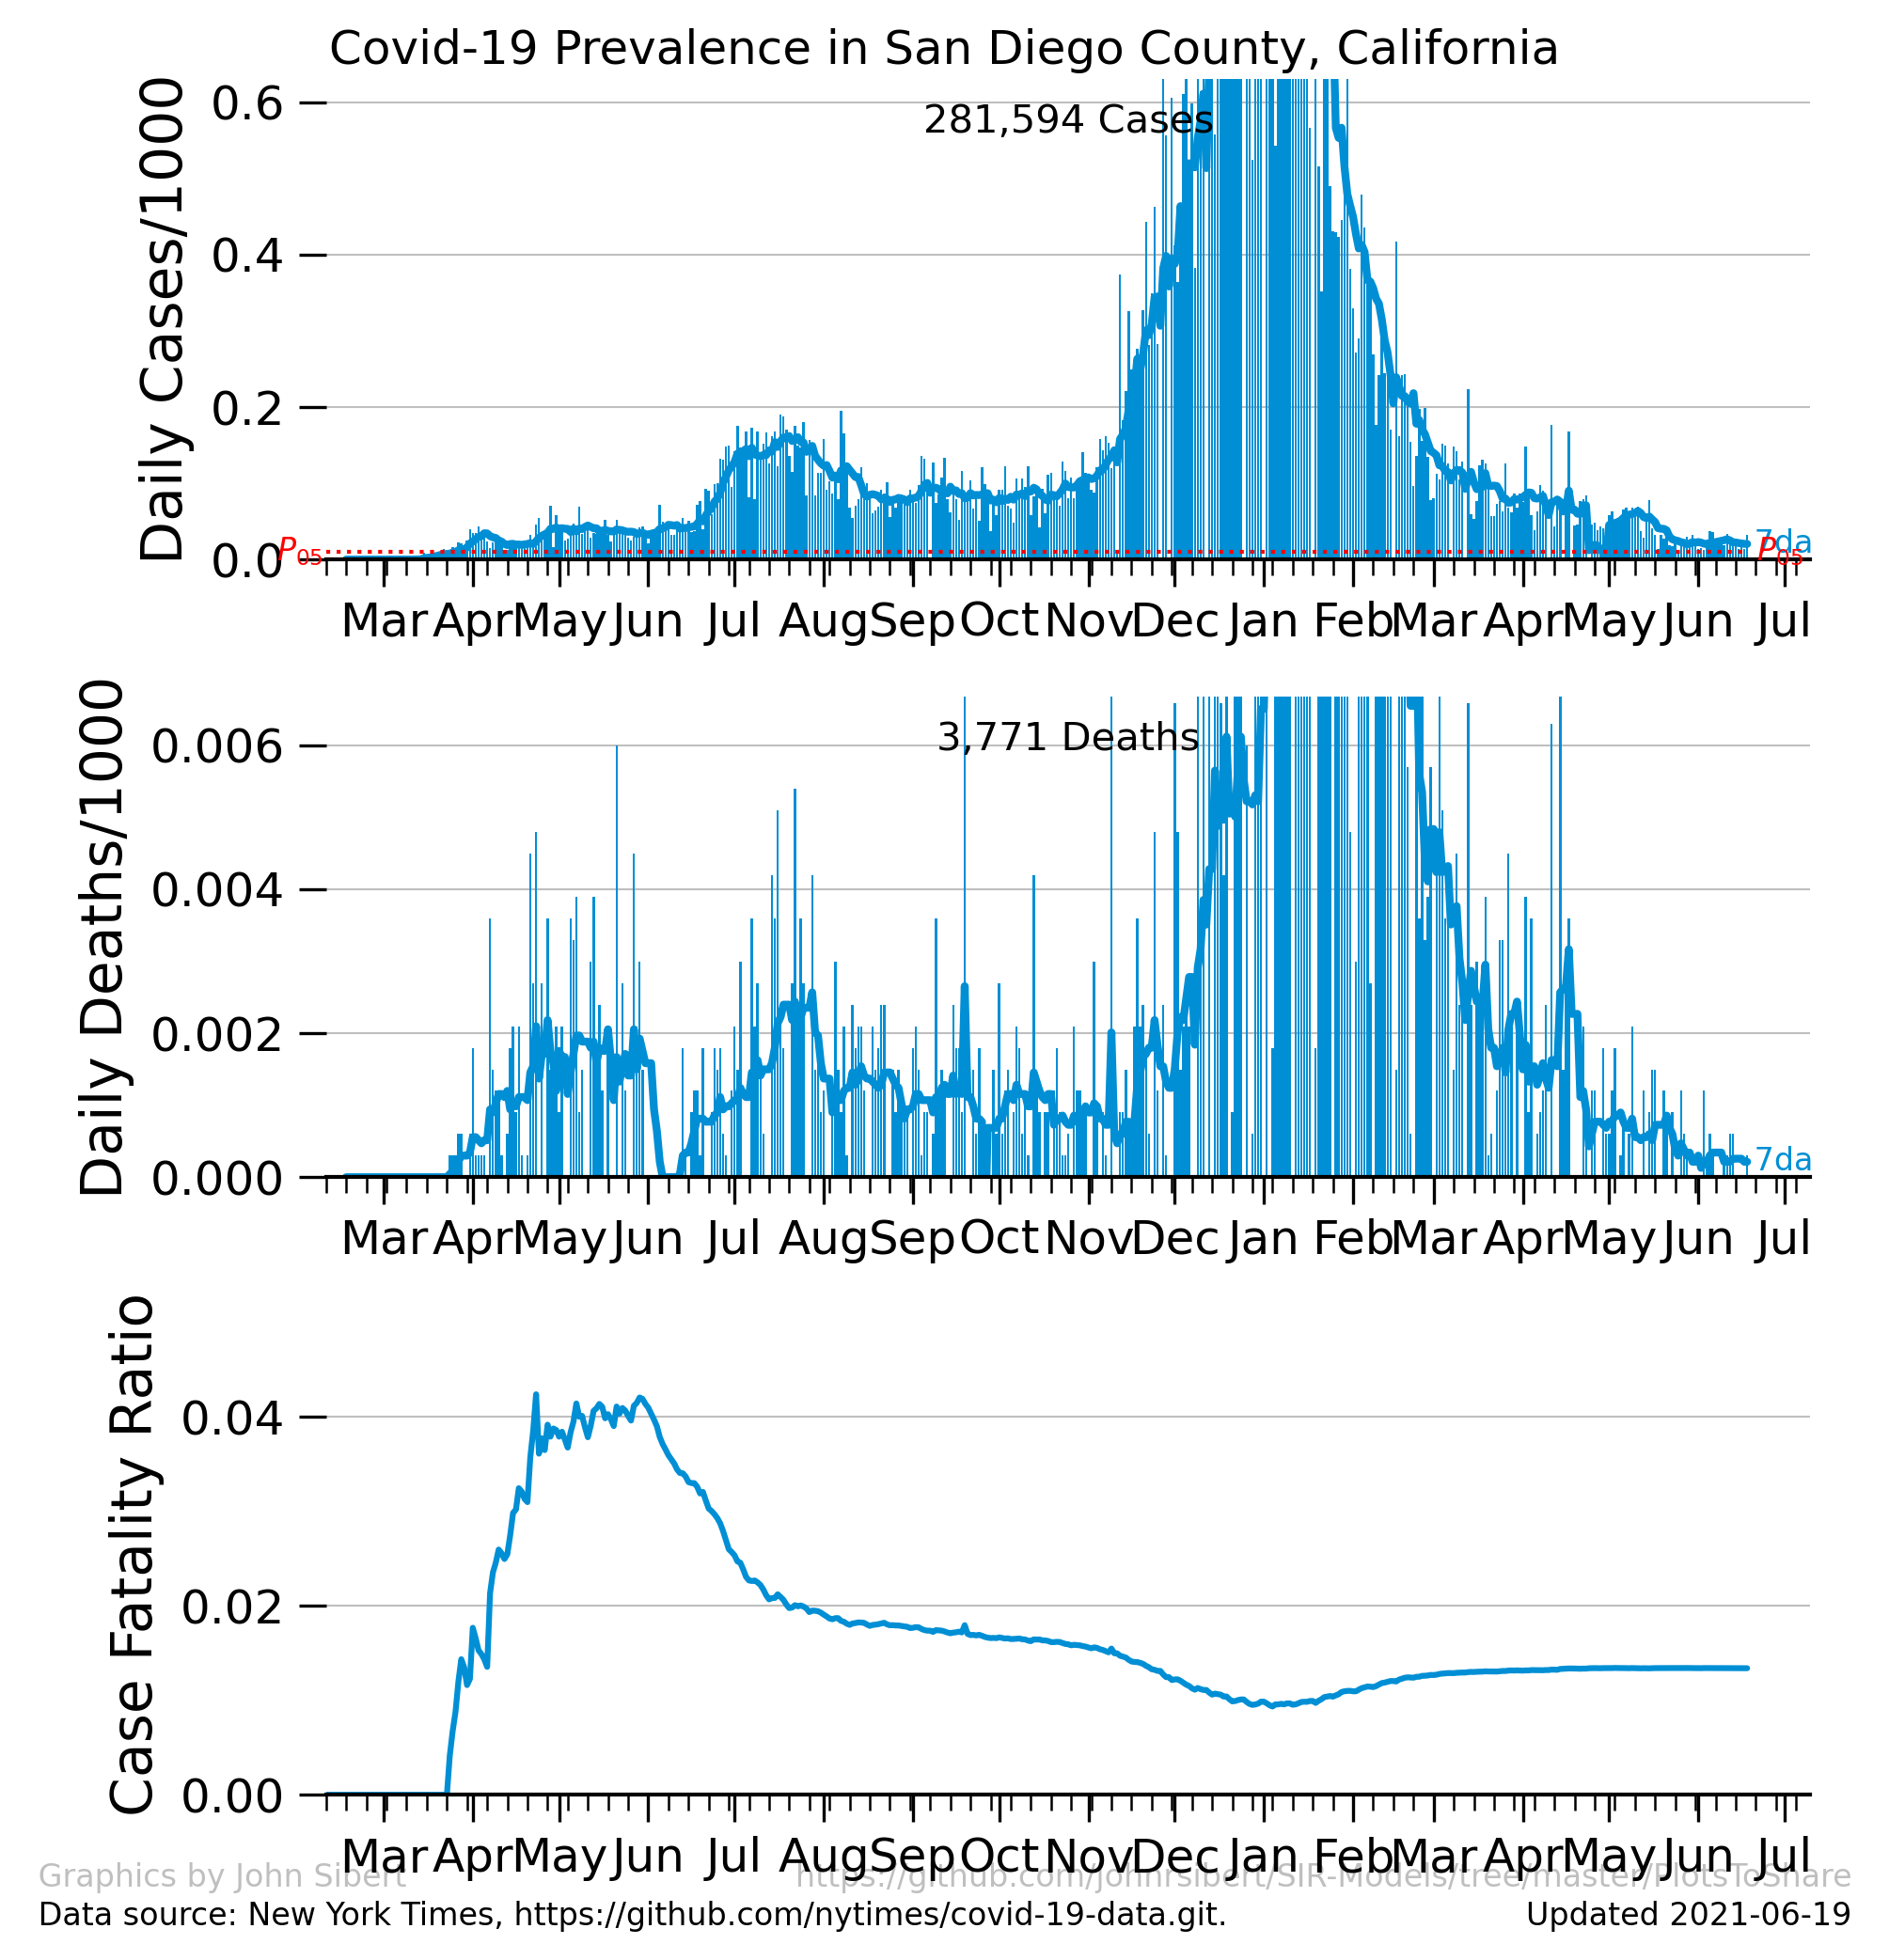 Covid-19 Prevalence in San Diego County, California
Daily Cases/1000
0.6
0.4
0.2
0.0
281,594 Cases
P05
7da
P05
Mar Apr May Jun Jul Aug Sep Oct Nov Dec Jan Feb Mar Apr May Jun Jul
Daily Deaths/1000
0.006
0.004
0.002
0.000
3,771 Deaths
7da
Mar Apr May Jun Jul Aug Sep Oct Nov Dec Jan Feb Mar Apr May Jun Jul
Case Fatality Ratio
0.04
0.02
0.00
Mar Apr May Jun Jul Aug Sep Oct Nov Dec Jan Feb Mar Apr May Jun Jul
Graphics by John Sibert https://github.com/johnrsibert/SIR-Models/tree/master/PlotsToShare
Data source: New York Times, https://github.com/nytimes/covid-19-data.git. Updated 2021-06-19